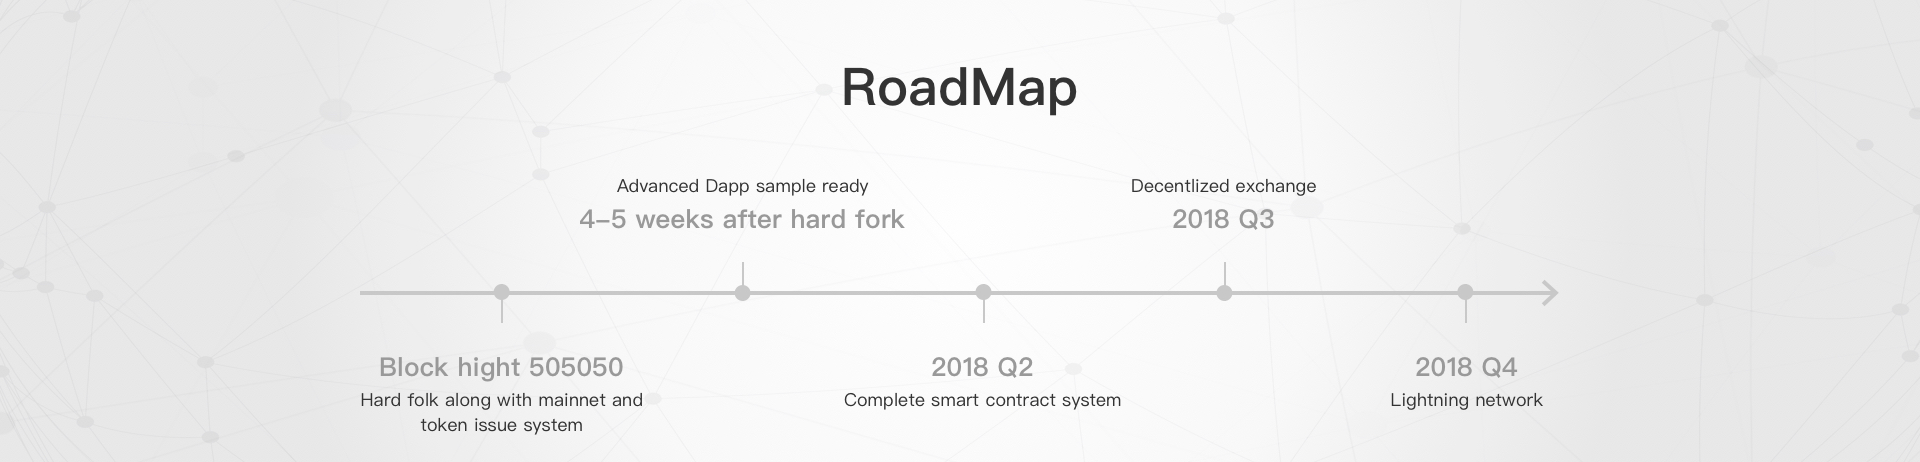 RoadMap
Advanced Dapp sample ready
4–5 weeks after hard fork
Decentlized exchange
2018 Q3
Block hight 505050
Hard folk along with mainnet and
token issue system
2018 Q2
Complete smart contract system
2018 Q4
Lightning network